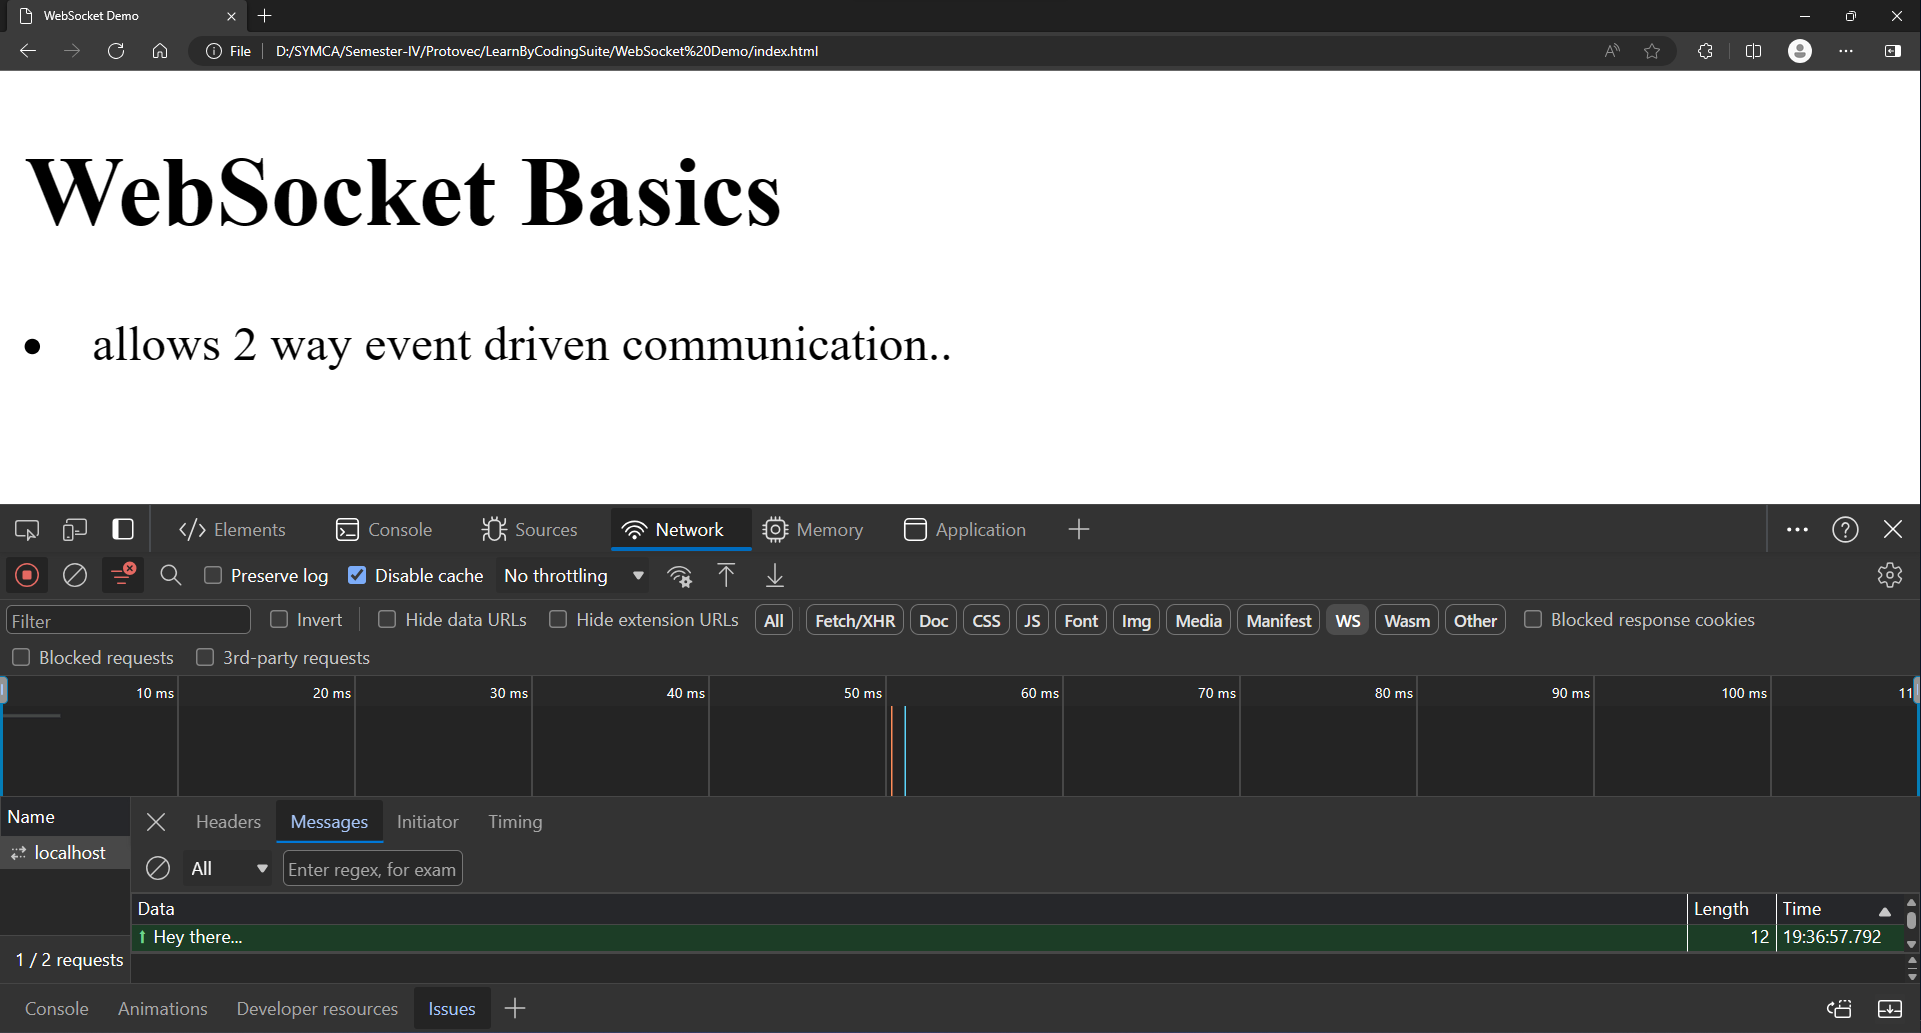 WebSocket Demo
File D:/SYMCA/Semester-IV/Protovec/LearnByCodingSuite/WebSocket%20Demo/index.html
WebSocket Basics
• allows 2 way event driven communication..
Elements Console Sources Network Memory Application
Preserve log Disable cache No throttling
Filter Invert Hide data URLs Hide extension URLs All Fetch/XHR Doc CSS JS Font Img Media Manifest WS Wasm Other Blocked response cookies
Blocked requests 3rd-party requests
10 ms 20 ms 30 ms 40 ms 50 ms 60 ms 70 ms 80 ms 90 ms 100 ms 11
Name Headers Messages Initiator Timing
localhost All Enter regex, for exam
Data Length Time
Hey there... 12 19:36:57.792
1 / 2 requests
Console Animations Developer resources Issues